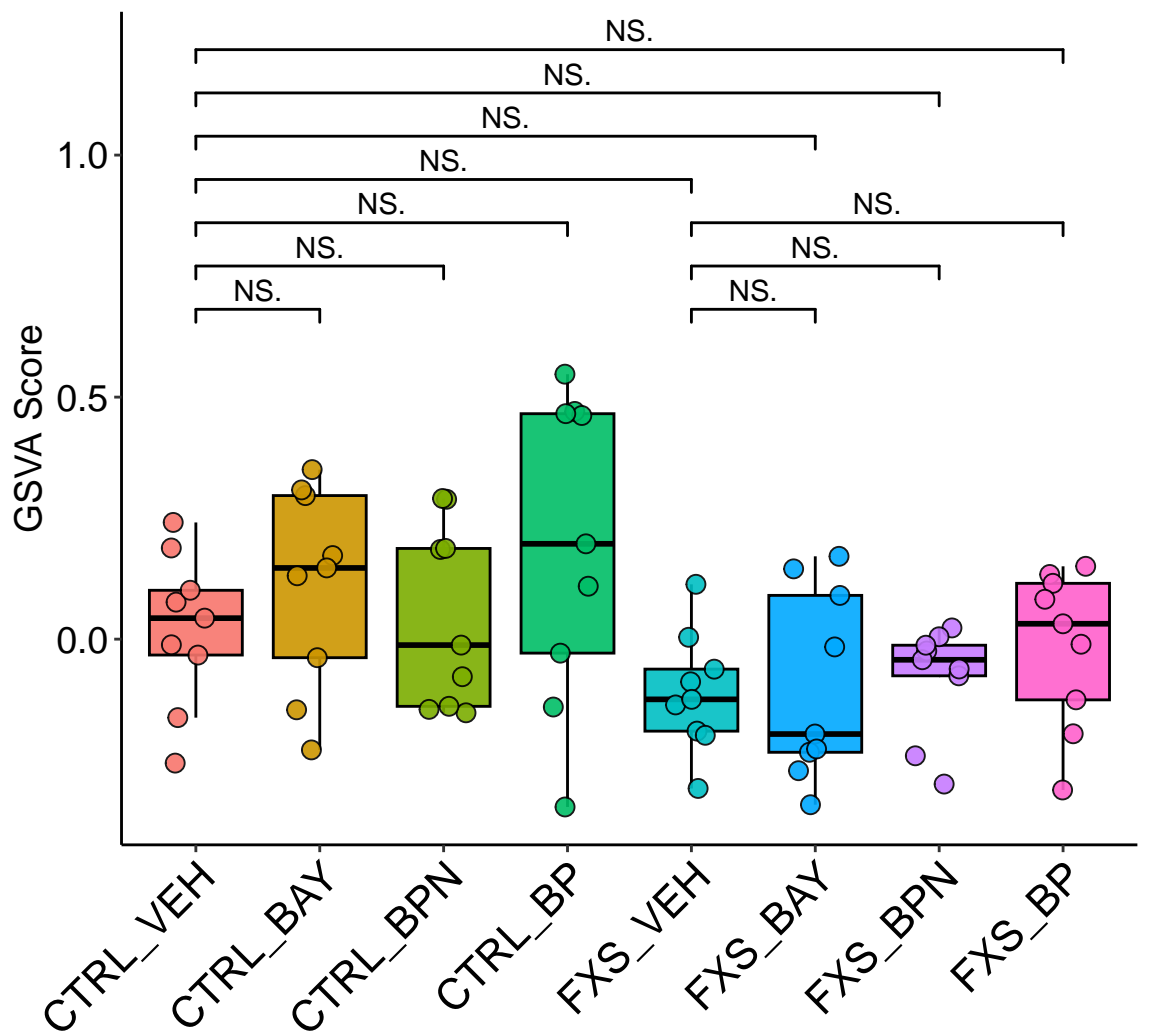 NS.
NS.
NS.
1.0
NS.
NS.
NS.
NS.
NS.
NS.
NS.
GSVA Score
0.5
0.0
CTRL_VEH
CTRL_BAY
CTRL_BPN
CTRL_BP
FXS_VEH
FXS_BAY
FXS_BPN
FXS_BP